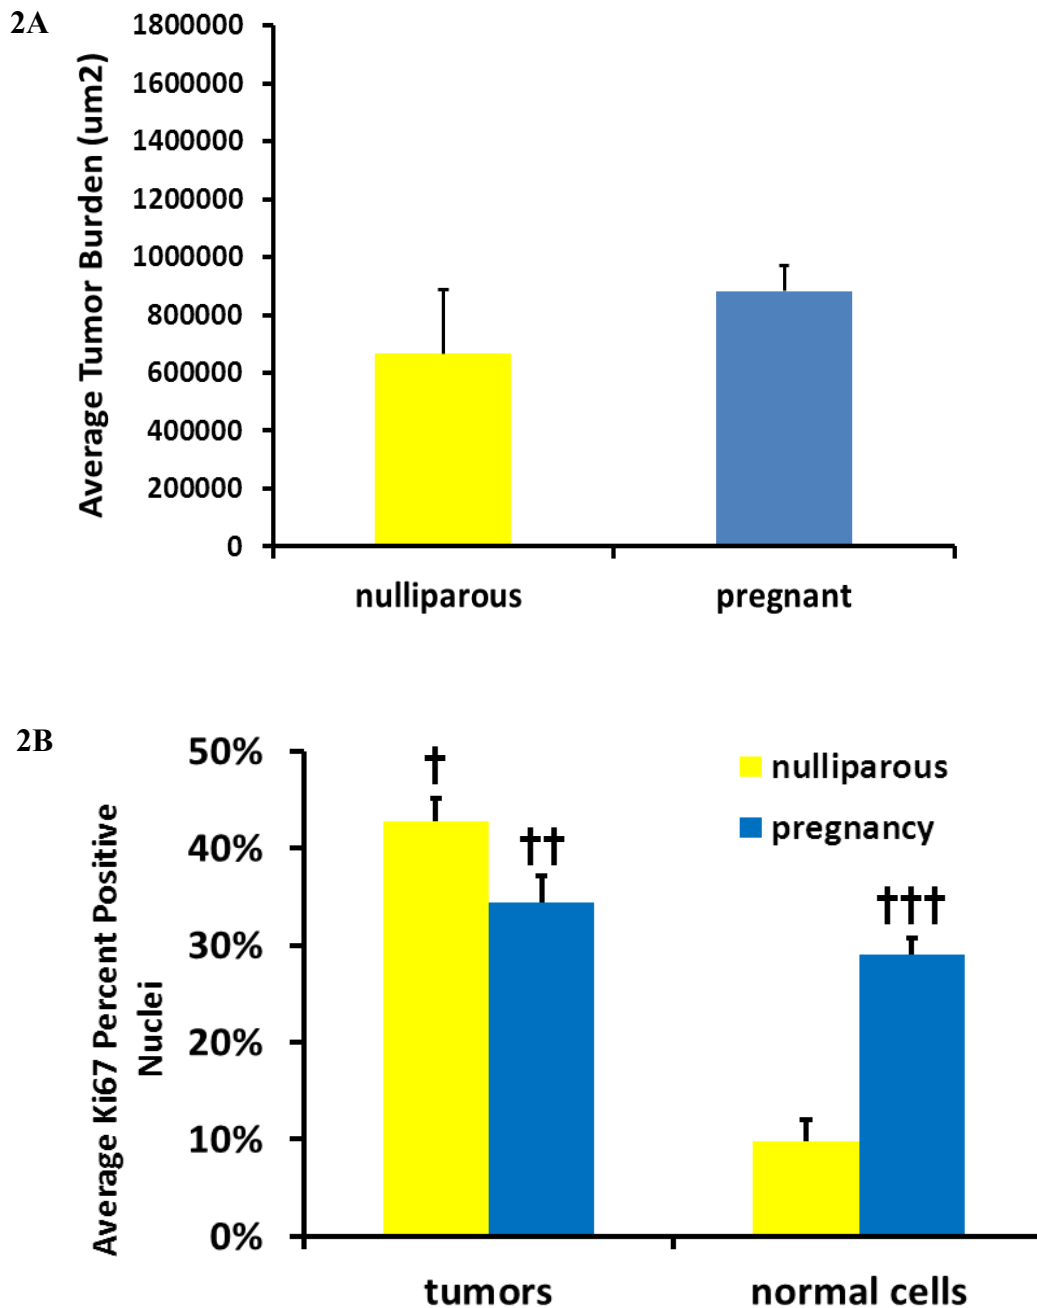 2A
Average Tumor Burden (um2)
1800000
1600000
1400000
1200000
1000000
800000
600000
400000
200000
0
nulliparous pregnant
2B
Average Ki67 Percent Positive
Nuclei
50%
40%
30%
20%
10%
0%
†
††
†††
nulliparous
pregnancy
tumors normal cells